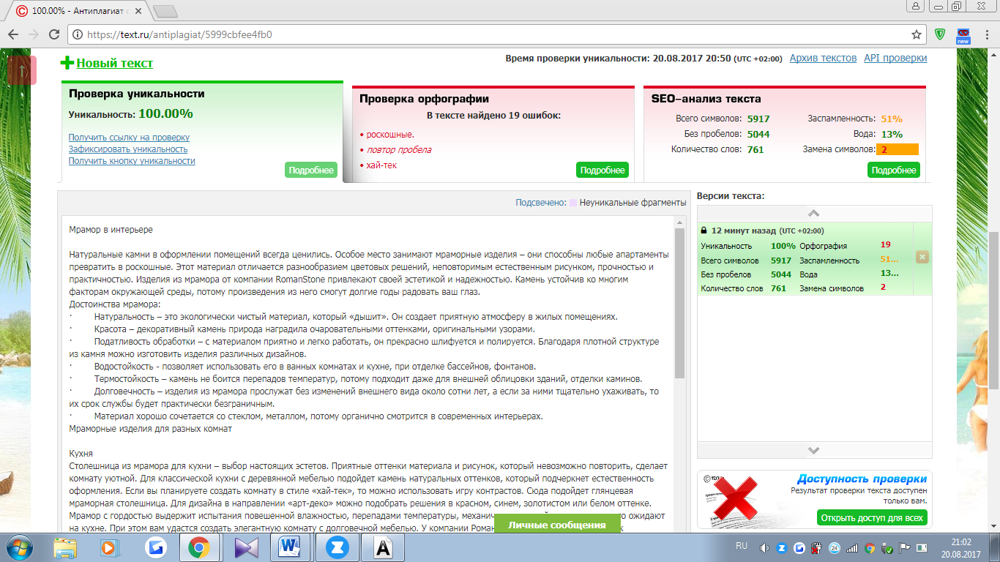 100.00% - Антиплагиат
https://text.ru/antiplagiat/5999cbfee4fb0
new
Новый текст
Время проверки уникальности: 20.08.2017 20:50 (UTC +02:00) Архив текстов API проверки
Проверка уникальности
Уникальность: 100.00%
Получить ссылку на проверку
Зафиксировать уникальность
Получить кнопку уникальности
Подробнее
Проверка орфографии
В тексте найдено 19 ошибок:
• роскошные.
• повтор пробела
• хай-тек
Подробнее
SEO-анализ текста
Всего символов: 5917 Заспамленность: 51%
Без пробелов: 5044 Вода: 13%
Количество слов: 761 Замена символов: 2
Подробнее
Подсвечено: Неуникальные фрагменты
Мрамор в интерьере
Натуральные камни в оформлении помещений всегда ценились. Особое место занимают мраморные изделия – они способны любые апартаменты
превратить в роскошные. Этот материал отличается разнообразием цветовых решений, неповторимым естественным рисунком, прочностью и
практичностью. Изделия из мрамора от компании RomanStone привлекают своей эстетикой и надежностью. Камень устойчив ко многим
факторам окружающей среды, потому произведения из него смогут долгие годы радовать ваш глаз.
Достоинства мрамора:
· Натуральность – это экологически чистый материал, который «дышит». Он создает приятную атмосферу в жилых помещениях.
· Красота – декоративный камень природа наградила очаровательными оттенками, оригинальными узорами.
· Податливость обработки – с материалом приятно и легко работать, он прекрасно шлифуется и полируется. Благодаря плотной структуре
из камня можно изготовить изделия различных дизайнов.
· Водостойкость - позволяет использовать его в ванных комнатах и кухне, при отделке бассейнов, фонтанов.
· Термостойкость – камень не боится перепадов температур, потому подходит даже для внешней облицовки зданий, отделки каминов.
· Долговечность – изделия из мрамора прослужат без изменений внешнего вида около сотни лет, а если за ними тщательно ухаживать, то
их срок службы будет практически безграничным.
· Материал хорошо сочетается со стеклом, металлом, потому органично смотрится в современных интерьерах.
Мраморные изделия для разных комнат
Кухня
Столешница из мрамора для кухни – выбор настоящих эстетов. Приятные оттенки материала и рисунок, который невозможно повторить, сделает
комнату уютной. Для классической кухни с деревянной мебелью подойдет камень натуральных оттенков, который подчеркнет естественность
оформления. Если вы планируете создать комнату в стиле «хай-тек», то можно использовать игру контрастов. Сюда подойдет глянцевая
мраморная столешница. Для дизайна в направлении «арт-деко» можно подобрать решения в красном, синем, золотистом или белом оттенке.
Мрамор с гордостью выдержит испытания повешенной влажностью, перепадами температуры, ожидают
на кухне. При этом вам удастся создать элегантную комнату с долговечной мебелью. У компании
Личные сообщения
Версии текста:
12 минут назад (UTC +02:00)
Уникальность 100% Орфография 19
Всего символов 5917 Заспамленность 51...
Без пробелов 5044 Вода 13...
Количество слов 761 Замена символов 2
Доступность проверки
Результат проверки текста доступен
только вам.
Открыть доступ для всех
RU
24
21:02
20.08.2017